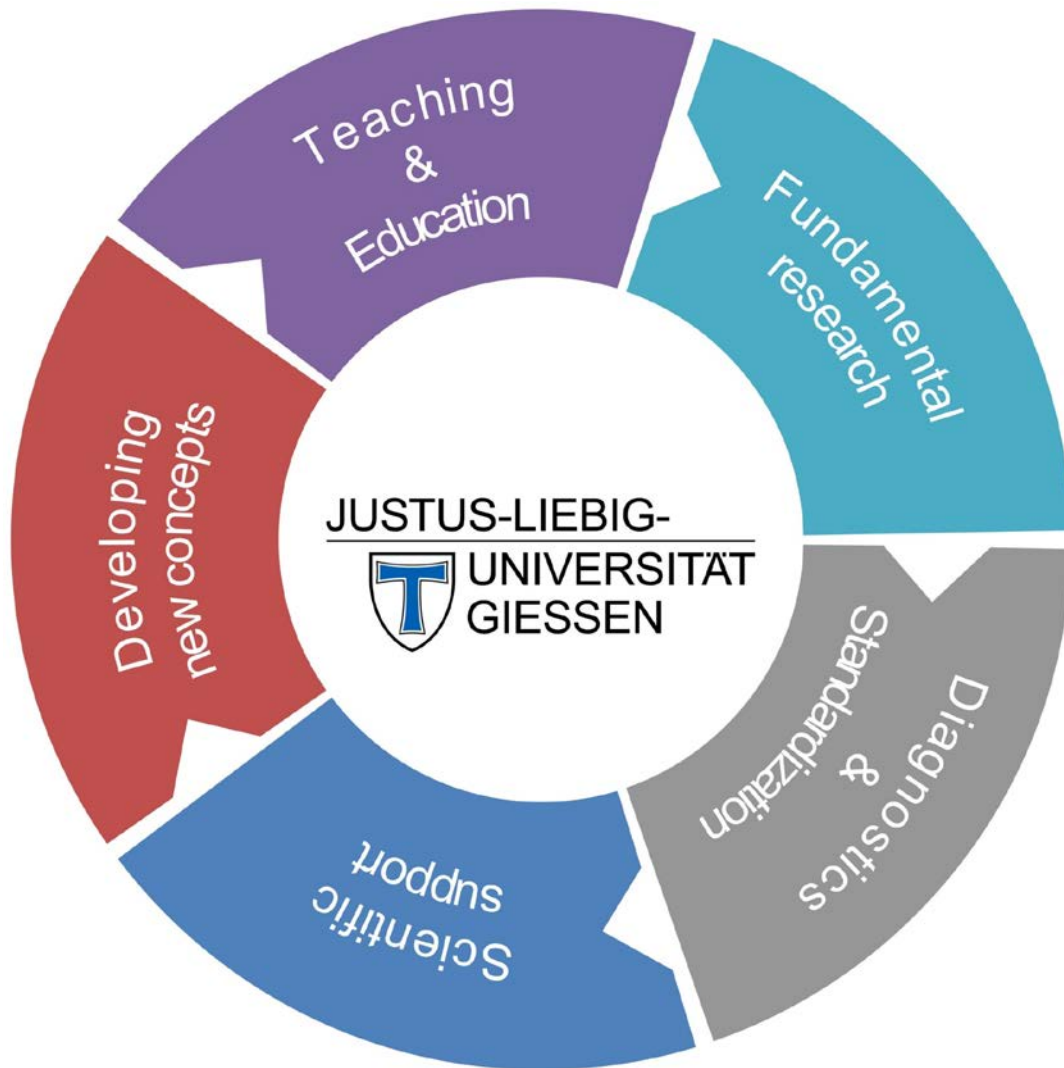 Teaching
&
Education
Fundamental
research
Diagnostics
&
Standardization
Scientific
support
Developing
new concepts
JUSTUS-LIEBIG-
UNIVERSITÄT
GIESSEN